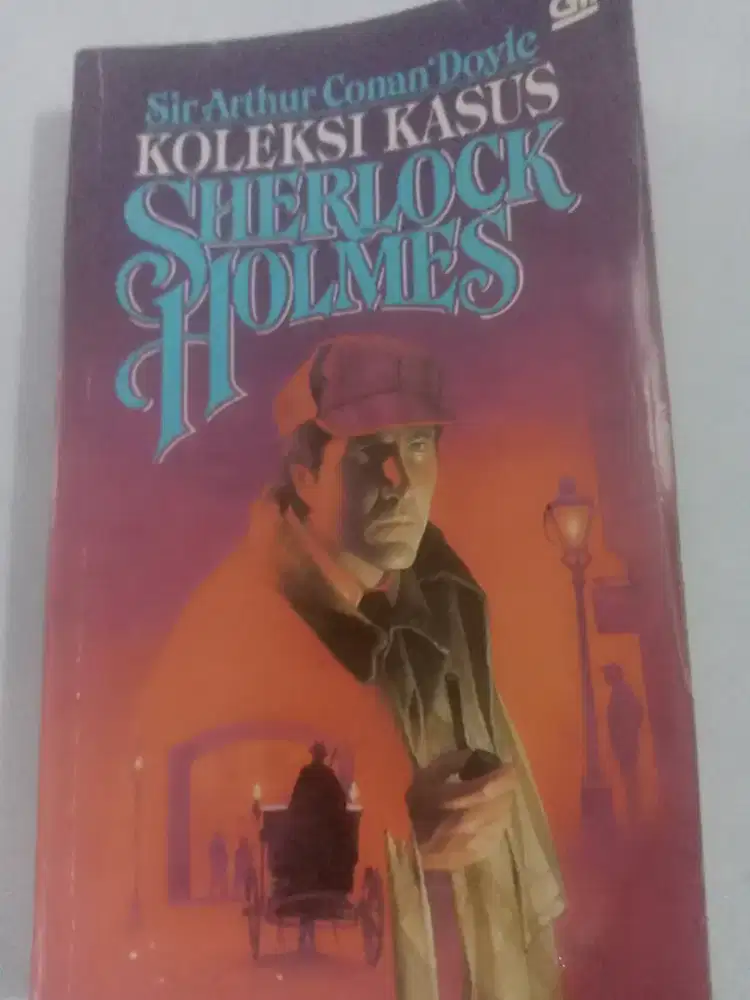 Sir Arthur Conan Doyle
KOLEKSI KASUS
SHERLOCK
HOLMES